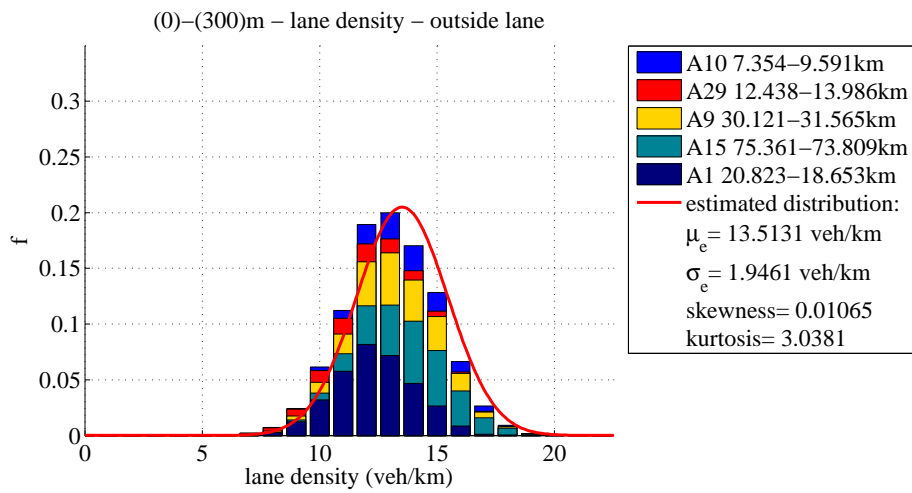 (0)−(300)m − lane density − outside lane
f
0.3
0.25
0.2
0.15
0.1
0.05
0
0 5 10 15 20
lane density (veh/km)
A10 7.354−9.591km
A29 12.438−13.986km
A9 30.121−31.565km
A15 75.361−73.809km
A1 20.823−18.653km
estimated distribution:
μe= 13.5131 veh/km
σe= 1.9461 veh/km
skewness= 0.01065
kurtosis= 3.0381